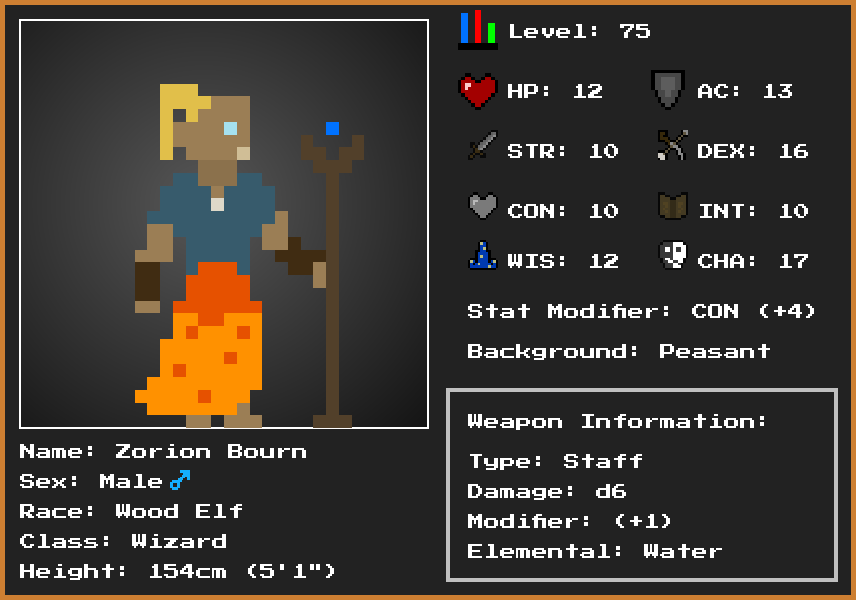 Level: 75
HP: 12 AC: 13
STR: 10 DEX: 16
CON: 10 INT: 10
WIS: 12 CHA: 17
Stat Modifier: CON (+4)
Background: Peasant
Weapon Information:
Type: Staff
Damage: d6
Modifier: (+1)
Elemental: Water
Name: Zorion Bourn
Sex: Male ♂
Race: Wood Elf
Class: Wizard
Height: 154cm (5'1")